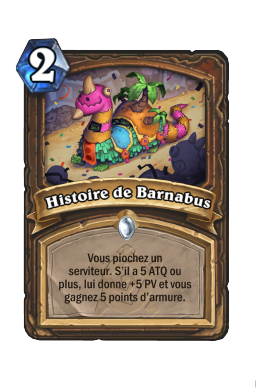 2
Histoire de Barnabus
Vous piochez un
serviteur. S'il a 5 ATQ ou
plus, lui donne +5 PV et vous
gagnez 5 points d'armure.